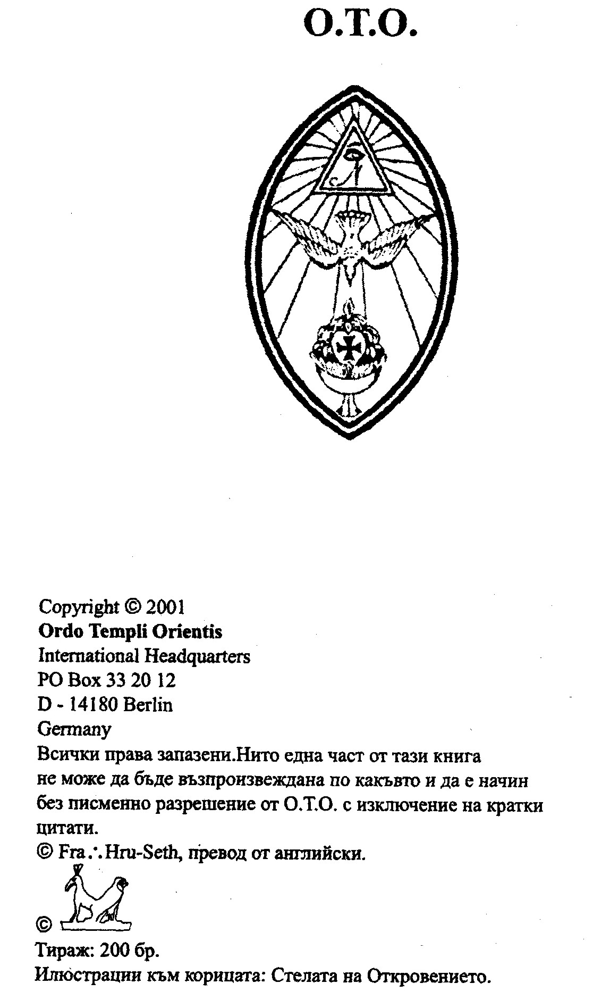 O.T.O.
Copyright © 2001
Ordo Templi Orientis
International Headquarters
PO Box 33 20 12
D - 14180 Berlin
Germany
Всички права запазени.Нито една част от тази книга
не може да бъде възпроизвеждана по какъвто и да е начин
без писменно разрешение от О.Т.О. с изключение на кратки
цитати.
© Fra∴Hru-Seth, превод от английски.
©
Тираж: 200 бр.
Илюстрации към корицата: Стелата на Откровението.